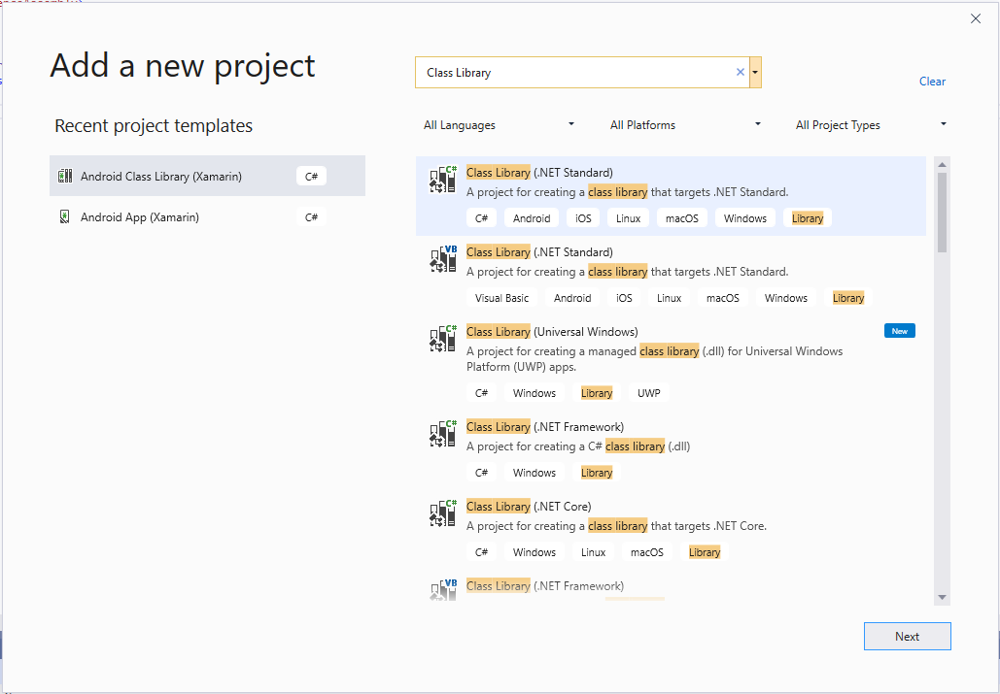 Add a new project
Class Library
Clear
Recent project templates
All Languages
All Platforms
All Project Types
Android Class Library (Xamarin)
C#
Android App (Xamarin)
C#
C#
Class Library (.NET Standard)
A project for creating a class library that targets .NET Standard.
C# Android iOS Linux macOS Windows Library
VB
Class Library (.NET Standard)
A project for creating a class library that targets .NET Standard.
Visual Basic Android iOS Linux macOS Windows Library
C#
Class Library (Universal Windows)
New
A project for creating a managed class library (.dll) for Universal Windows
Platform (UWP) apps.
C# Windows Library UWP
C#
Class Library (.NET Framework)
A project for creating a C# class library (.dll)
C# Windows Library
C#
Class Library (.NET Core)
A project for creating a class library that targets .NET Core.
C# Windows Linux macOS Library
VB
Class Library (.NET Framework)
Next